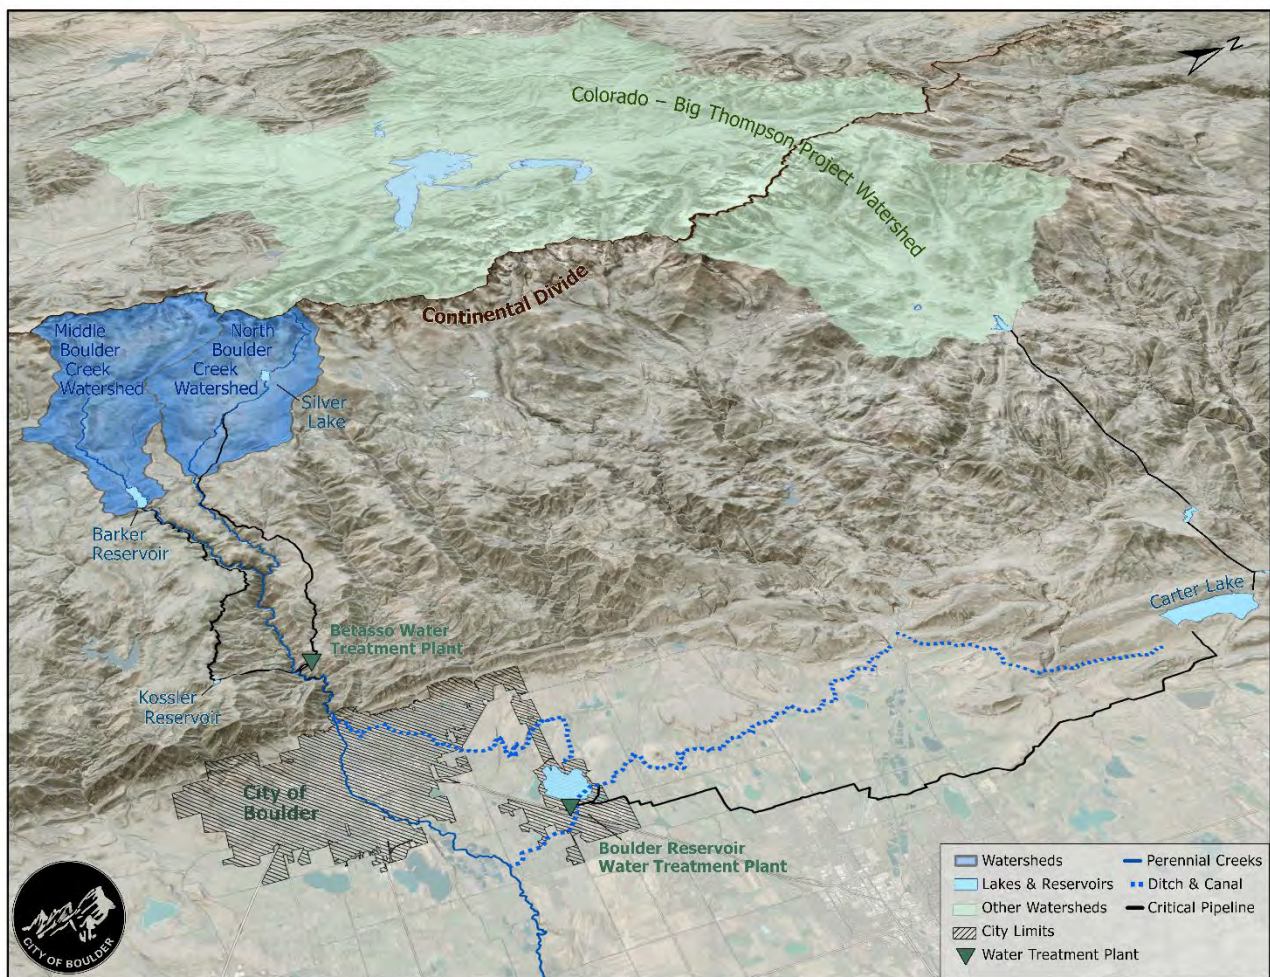 N
Colorado – Big Thompson Project Watershed
Continental Divide
Middle
Boulder
Creek
Watershed
North
Boulder
Creek
Watershed
Silver
Lake
Barker
Reservoir
Carter Lake
Betasso Water
Treatment Plant
Kossler
Reservoir
City of
Boulder
Boulder Reservoir
Water Treatment Plant
Watersheds
Lakes & Reservoirs
Other Watersheds
City Limits
Water Treatment Plant
Perennial Creeks
Ditch & Canal
Critical Pipeline
CITY OF BOULDER